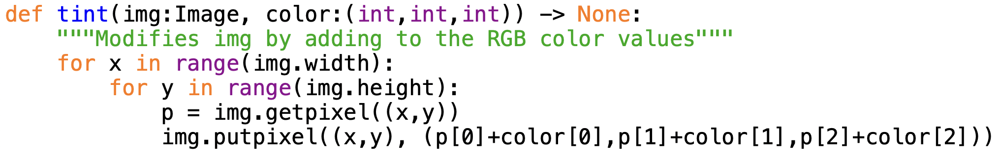 def tint(img:Image, color:(int,int,int)) -> None:
    """Modifies img by adding to the RGB color values"""
    for x in range(img.width):
        for y in range(img.height):
            p = img.getpixel((x,y))
            img.putpixel((x,y), (p[0]+color[0],p[1]+color[1],p[2]+color[2]))